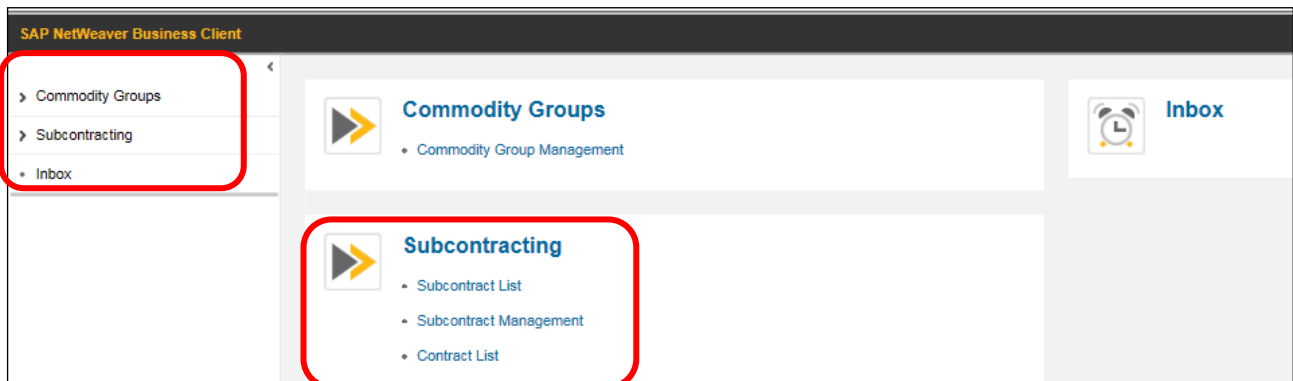 SAP NetWeaver Business Client
Commodity Groups
Subcontracting
Inbox
Commodity Groups
Commodity Group Management
Inbox
Subcontracting
Subcontract List
Subcontract Management
Contract List